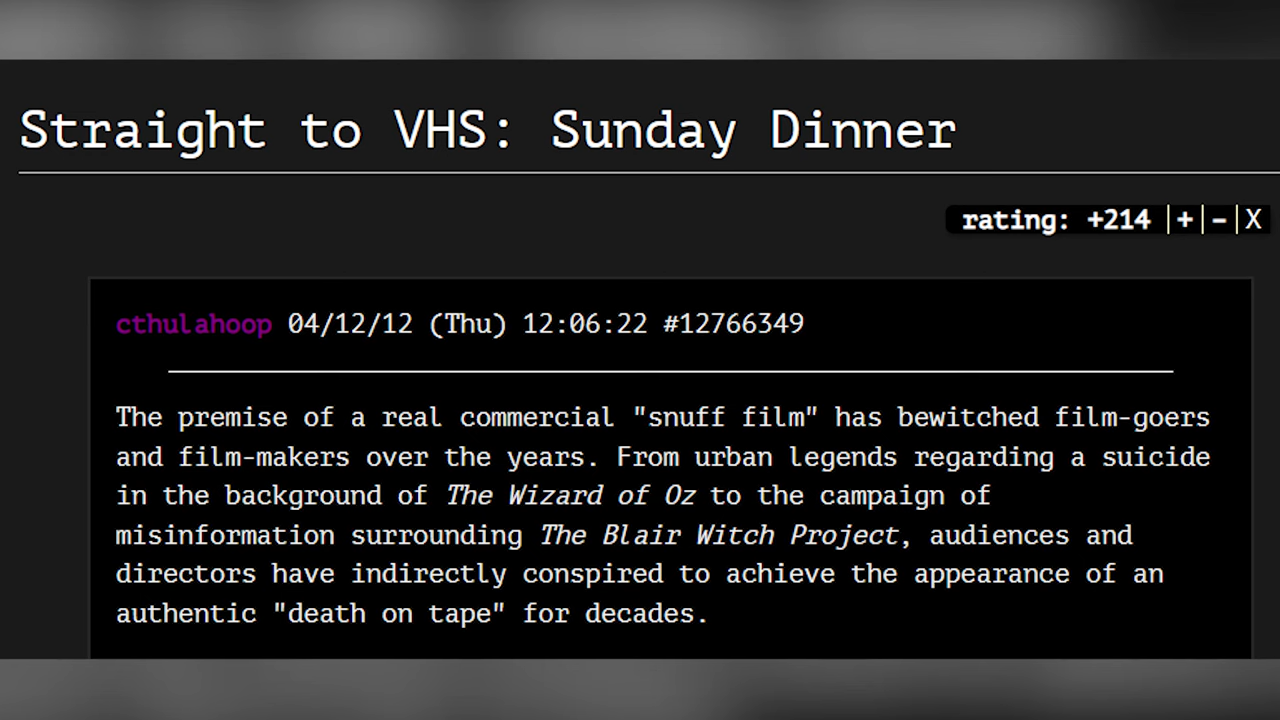 Straight to VHS: Sunday Dinner
rating: +214 |+|–|X
cthulahoop 04/12/12 (Thu) 12:06:22 #12766349
The premise of a real commercial "snuff film" has bewitched film-goers
and film-makers over the years. From urban legends regarding a suicide
in the background of The Wizard of Oz to the campaign of
misinformation surrounding The Blair Witch Project, audiences and
directors have indirectly conspired to achieve the appearance of an
authentic "death on tape" for decades.